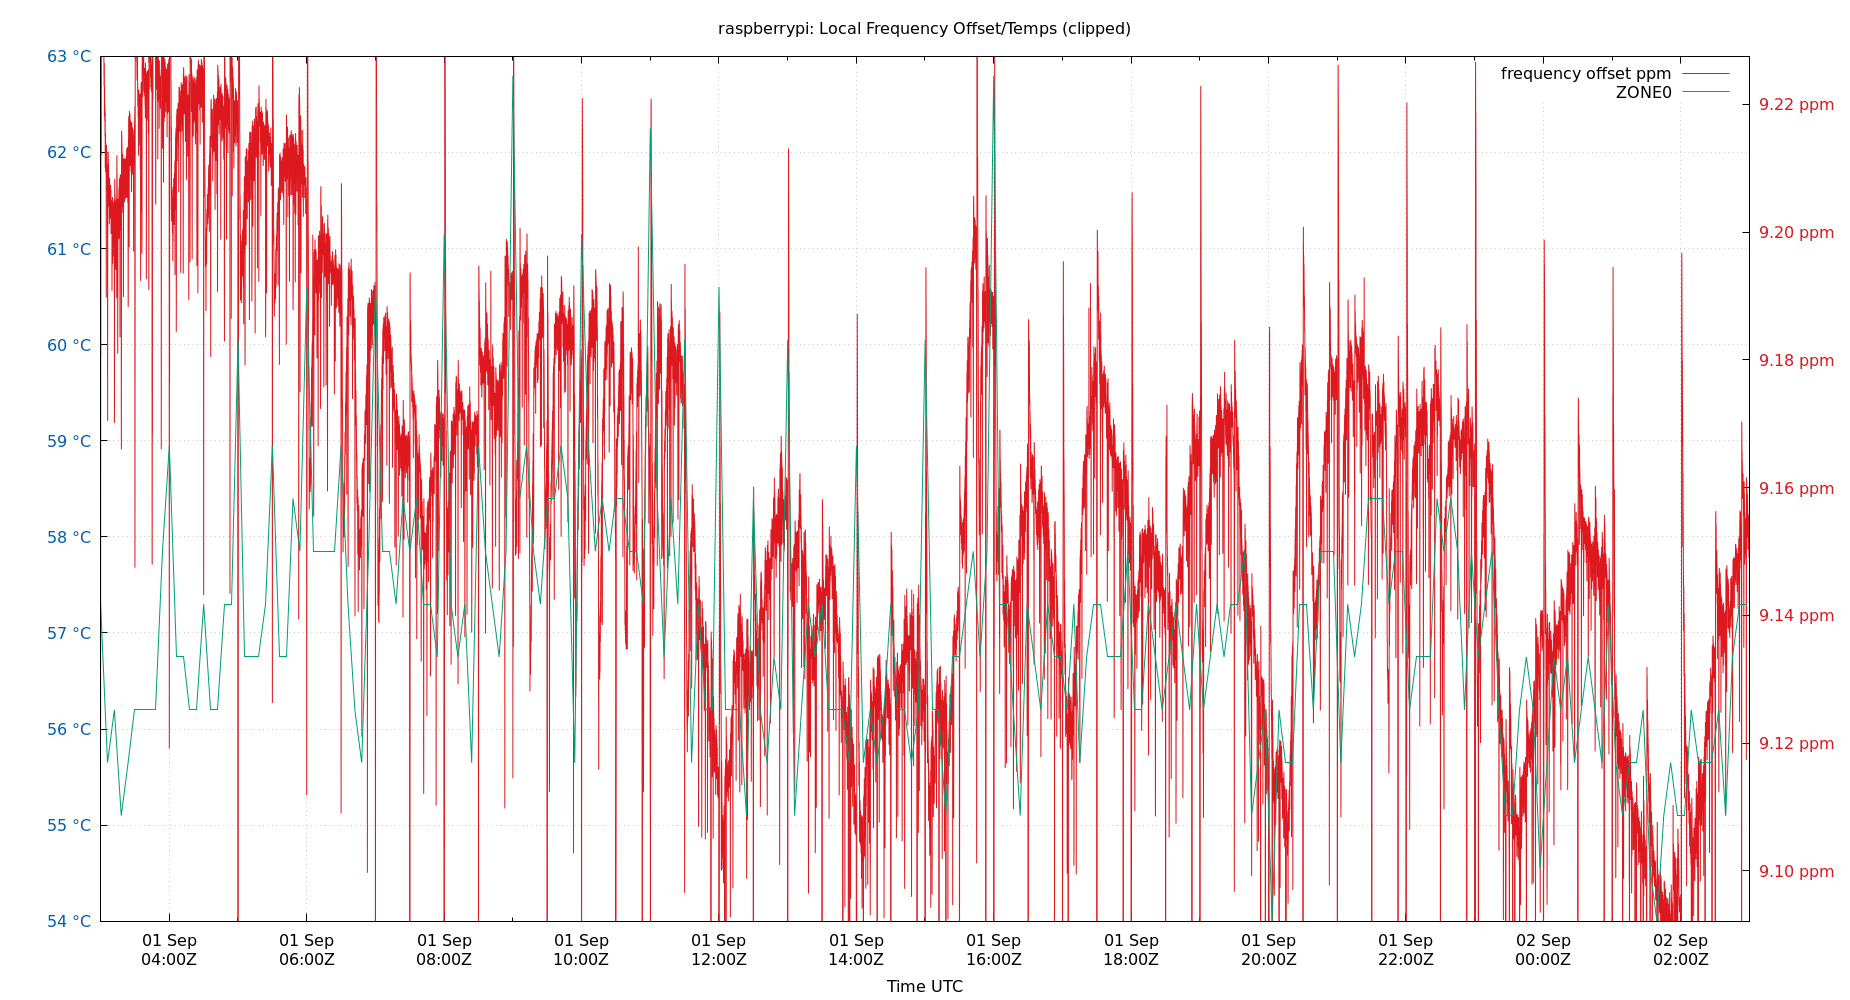 raspberrypi: Local Frequency Offset/Temps (clipped)
63 °C
62 °C
61 °C
60 °C
59 °C
58 °C
57 °C
56 °C
55 °C
54 °C
frequency offset ppm
ZONE0
9.22 ppm
9.20 ppm
9.18 ppm
9.16 ppm
9.14 ppm
9.12 ppm
9.10 ppm
01 Sep 01 Sep 01 Sep 01 Sep 01 Sep 01 Sep 01 Sep 01 Sep 01 Sep 01 Sep 02 Sep 02 Sep
04:00Z 06:00Z 08:00Z 10:00Z 12:00Z 14:00Z 16:00Z 18:00Z 20:00Z 22:00Z 00:00Z 02:00Z
Time UTC